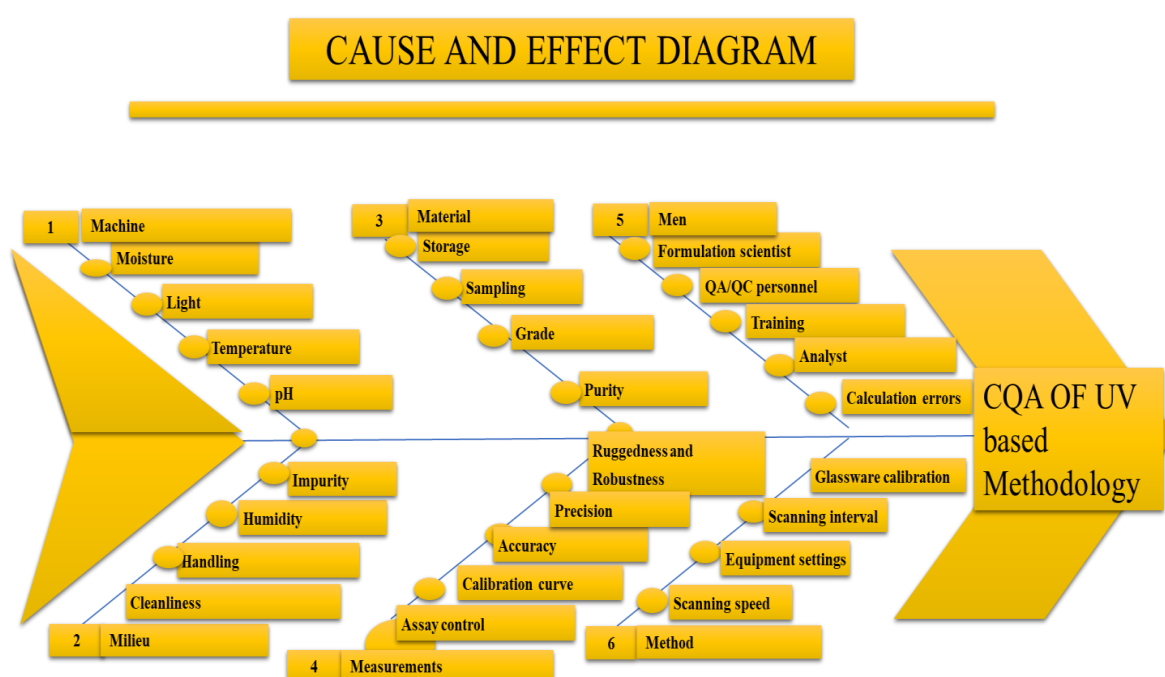 CAUSE AND EFFECT DIAGRAM
1 Machine
Moisture
Light
Temperature
pH
3 Material
Storage
Sampling
Grade
Purity
5 Men
Formulation scientist
QA/QC personnel
Training
Analyst
Calculation errors
CQA OF UV
based
Methodology
Impurity
Humidity
Handling
Cleanliness
2 Milieu
Ruggedness and
Robustness
Precision
Accuracy
Calibration curve
Assay control
4 Measurements
Glassware calibration
Scanning interval
Equipment settings
Scanning speed
6 Method